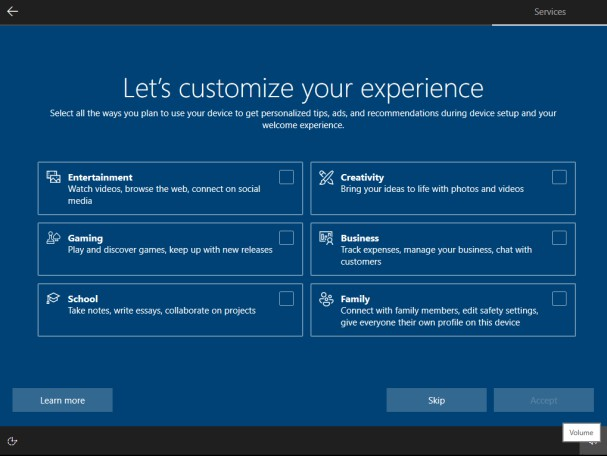 Services
Let's customize your experience
Select all the ways you plan to use your device to get personalized tips, ads, and recommendations during device setup and your
welcome experience.
Entertainment
Watch videos, browse the web, connect on social
media
Creativity
Bring your ideas to life with photos and videos
Gaming
Play and discover games, keep up with new releases
Business
Track expenses, manage your business, chat with
customers
School
Take notes, write essays, collaborate on projects
Family
Connect with family members, edit safety settings,
give everyone their own profile on this device
Learn more
Skip
Accept
Volume